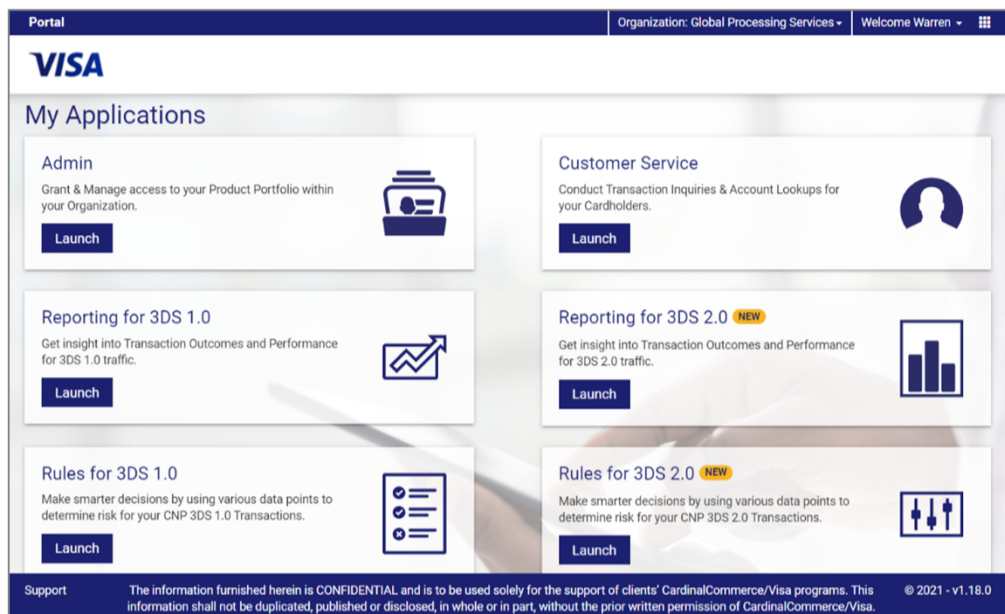 Portal
Organization: Global Processing Services
Welcome Warren
VISA
My Applications
Admin
Grant & Manage access to your Product Portfolio within
your Organization.
Launch
Customer Service
Conduct Transaction Inquiries & Account Lookups for
your Cardholders.
Launch
Reporting for 3DS 1.0
Get insight into Transaction Outcomes and Performance
for 3DS 1.0 traffic.
Launch
Reporting for 3DS 2.0 NEW
Get insight into Transaction Outcomes and Performance
for 3DS 2.0 traffic.
Launch
Rules for 3DS 1.0
Make smarter decisions by using various data points to
determine risk for your CNP 3DS 1.0 Transactions.
Launch
Rules for 3DS 2.0 NEW
Make smarter decisions by using various data points to
determine risk for your CNP 3DS 2.0 Transactions.
Launch
Support
The information furnished herein is CONFIDENTIAL and is to be used solely for the support of clients' CardinalCommerce/Visa programs. This
information shall not be duplicated, published or disclosed, in whole or in part, without the prior written permission of CardinalCommerce/Visa.
© 2021 - v1.18.0